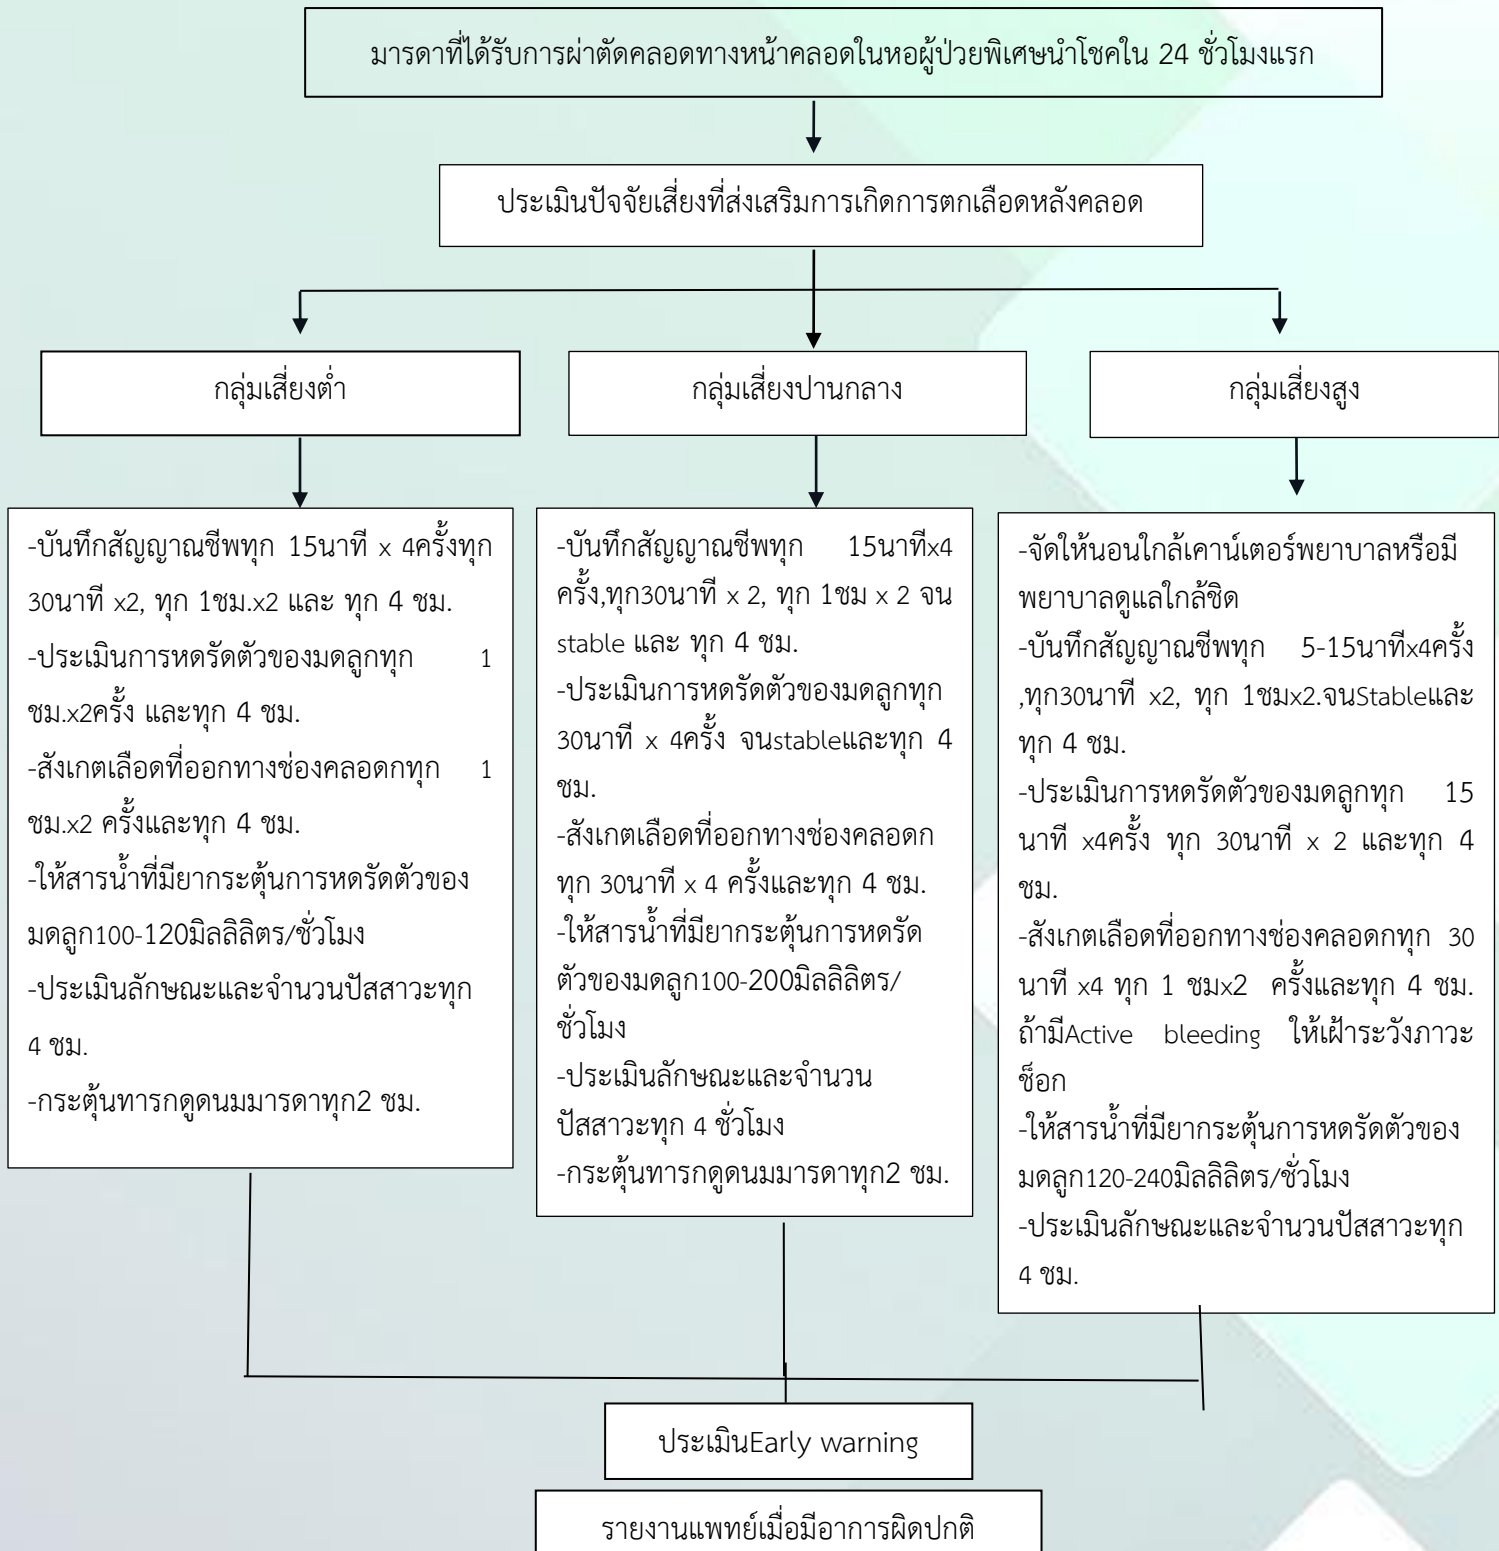 มารดาที่ได้รับการผ่าตัดคลอดทางหน้าคลอดในหอผู้ป่วยพิเศษนำโชคใน 24 ชั่วโมงแรก
ประเมินปัจจัยเสี่ยงที่ส่งเสริมการเกิดการตกเลือดหลังคลอด
กลุ่มเสี่ยงต่ำ
กลุ่มเสี่ยงปานกลาง
กลุ่มเสี่ยงสูง
-บันทึกสัญญาณชีพทุก 15นาที x 4ครั้งทุก
30นาที x2, ทุก 1ชม.x2 และ ทุก 4 ชม.
-ประเมินการหดรัดตัวของมดลูกทุก 1
ชม.x2ครั้ง และทุก 4 ชม.
-สังเกตเลือดที่ออกทางช่องคลอดกทุก 1
ชม.x2 ครั้งและทุก 4 ชม.
-ให้สารน้ำที่มียากระตุ้นการหดรัดตัวของ
มดลูก100-120มิลลิลิตร/ชั่วโมง
-ประเมินลักษณะและจำนวนปัสสาวะทุก
4 ชม.
-กระตุ้นทารกดูดนมมารดาทุก2 ชม.
-บันทึกสัญญาณชีพทุก 15นาทีx4
ครั้ง,ทุก30นาที x 2, ทุก 1ชม x 2 จน
stable และ ทุก 4 ชม.
-ประเมินการหดรัดตัวของมดลูกทุก
30นาที x 4ครั้ง จนstableและทุก 4
ชม.
-สังเกตเลือดที่ออกทางช่องคลอดก
ทุก 30นาที x 4 ครั้งและทุก 4 ชม.
-ให้สารน้ำที่มียากระตุ้นการหดรัด
ตัวของมดลูก100-200มิลลิลิตร/
ชั่วโมง
-ประเมินลักษณะและจำนวน
ปัสสาวะทุก 4 ชั่วโมง
-กระตุ้นทารกดูดนมมารดาทุก2 ชม.
-จัดให้นอนใกล้เคาน์เตอร์พยาบาลหรือมี
พยาบาลดูแลใกล้ชิด
-บันทึกสัญญาณชีพทุก 5-15นาทีx4ครั้ง
,ทุก30นาที x2, ทุก 1ชมx2.จนStableและ
ทุก 4 ชม.
-ประเมินการหดรัดตัวของมดลูกทุก 15
นาที x4ครั้ง ทุก 30นาที x 2 และทุก 4
ชม.
-สังเกตเลือดที่ออกทางช่องคลอดกทุก 30
นาที x4 ทุก 1 ชมx2 ครั้งและทุก 4 ชม.
ถ้ามีActive bleeding ให้เฝ้าระวังภาวะ
ช็อก
-ให้สารน้ำที่มียากระตุ้นการหดรัดตัวของ
มดลูก120-240มิลลิลิตร/ชั่วโมง
-ประเมินลักษณะและจำนวนปัสสาวะทุก
4 ชม.
ประเมินEarly warning
รายงานแพทย์เมื่อมีอาการผิดปกติ